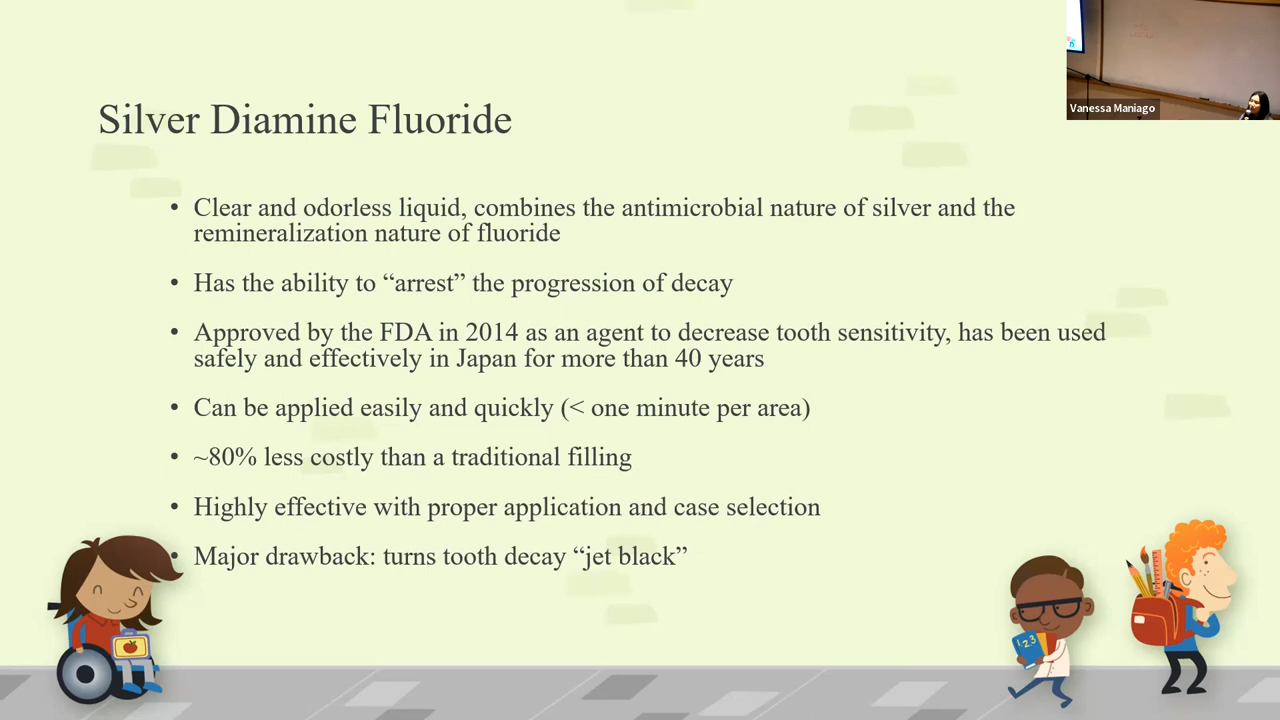 Silver Diamine Fluoride
Vanessa Maniago
• Clear and odorless liquid, combines the antimicrobial nature of silver and the
remineralization nature of fluoride
• Has the ability to “arrest” the progression of decay
• Approved by the FDA in 2014 as an agent to decrease tooth sensitivity, has been used
safely and effectively in Japan for more than 40 years
• Can be applied easily and quickly (< one minute per area)
• ~80% less costly than a traditional filling
• Highly effective with proper application and case selection
• Major drawback: turns tooth decay “jet black”
123